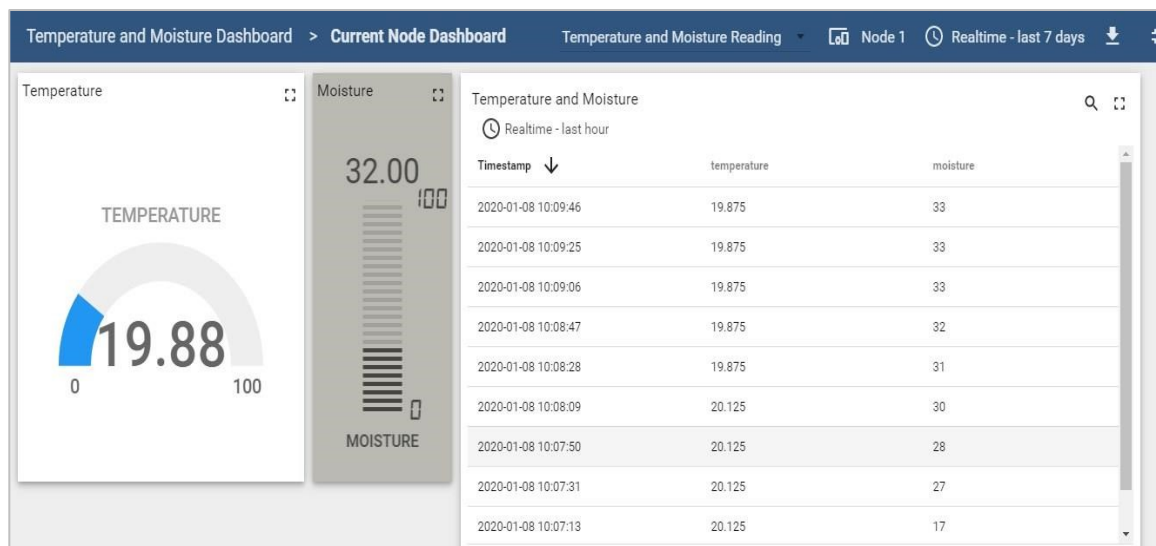 Temperature and Moisture Dashboard > Current Node Dashboard Temperature and Moisture Reading Node 1 Realtime - last 7 days
Temperature
TEMPERATURE
19.88
0 100
Moisture
32.00
100
0
MOISTURE
Temperature and Moisture
Realtime - last hour
Timestamp temperature moisture
2020-01-08 10:09:46 19.875 33
2020-01-08 10:09:25 19.875 33
2020-01-08 10:09:06 19.875 33
2020-01-08 10:08:47 19.875 32
2020-01-08 10:08:28 19.875 31
2020-01-08 10:08:09 20.125 30
2020-01-08 10:07:50 20.125 28
2020-01-08 10:07:31 20.125 27
2020-01-08 10:07:13 20.125 17